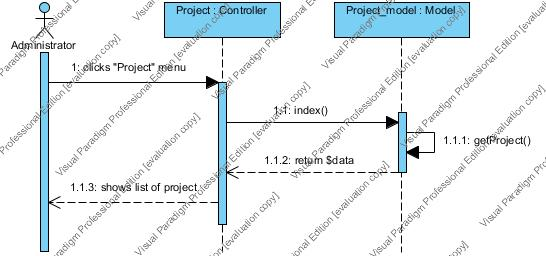 Project : Controller
Project_model : Model
Administrator
1: clicks "Project" menu
1.1: index()
1.1.1: getProject()
1.1.2: return $data
1.1.3: shows list of project
Visual Paradigm Professional Edition [evaluation copy]